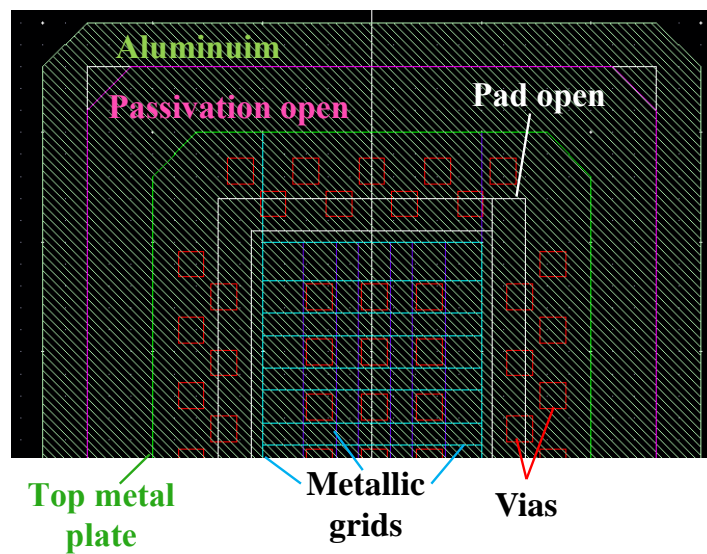 Aluminuim
Passivation open
Pad open
Top metal
plate
Metallic
grids
Vias